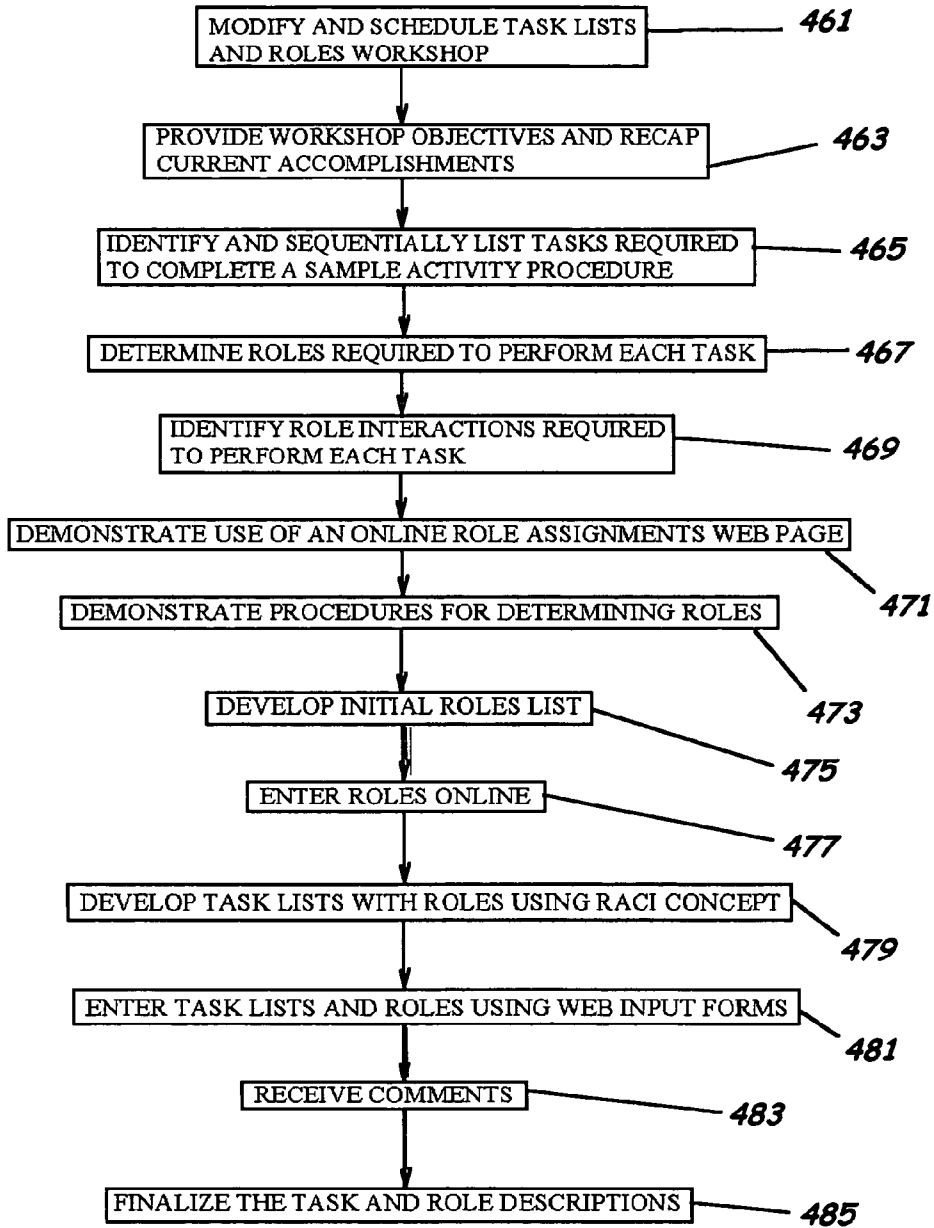 MODIFY AND SCHEDULE TASK LISTS
AND ROLES WORKSHOP
461
PROVIDE WORKSHOP OBJECTIVES AND RECAP
CURRENT ACCOMPLISHMENTS
463
IDENTIFY AND SEQUENTIALLY LIST TASKS REQUIRED
TO COMPLETE A SAMPLE ACTIVITY PROCEDURE
465
DETERMINE ROLES REQUIRED TO PERFORM EACH TASK
467
IDENTIFY ROLE INTERACTIONS REQUIRED
TO PERFORM EACH TASK
469
DEMONSTRATE USE OF AN ONLINE ROLE ASSIGNMENTS WEB PAGE
471
DEMONSTRATE PROCEDURES FOR DETERMINING ROLES
473
DEVELOP INITIAL ROLES LIST
475
ENTER ROLES ONLINE
477
DEVELOP TASK LISTS WITH ROLES USING RACI CONCEPT
479
ENTER TASK LISTS AND ROLES USING WEB INPUT FORMS
481
RECEIVE COMMENTS
483
FINALIZE THE TASK AND ROLE DESCRIPTIONS
485